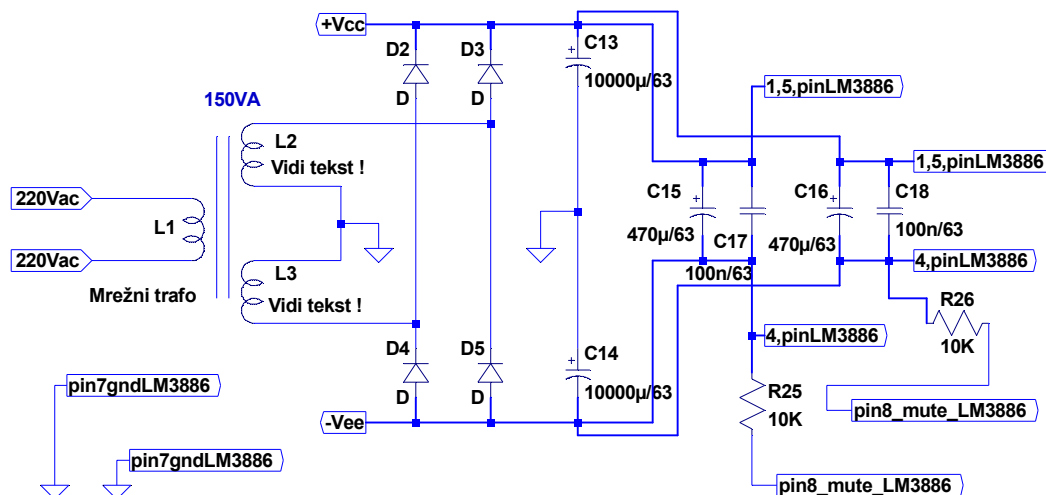 +Vcc
D2
D3
C13
D
D
10000µ/63
1,5,pinLM3886
150VA
L2
Vidi tekst !
1,5,pinLM3886
C15
C16
C18
220Vac
L1
470µ/63
C17
470µ/63
100n/63
220Vac
L3
100n/63
4,pinLM3886
Mrežni trafo
Vidi tekst !
R26
10K
D4
D5
C14
4,pinLM3886
D
D
10000µ/63
R25
10K
pin7gndLM3886
pin8_mute_LM3886
-Vee
pin7gndLM3886
pin8_mute_LM3886